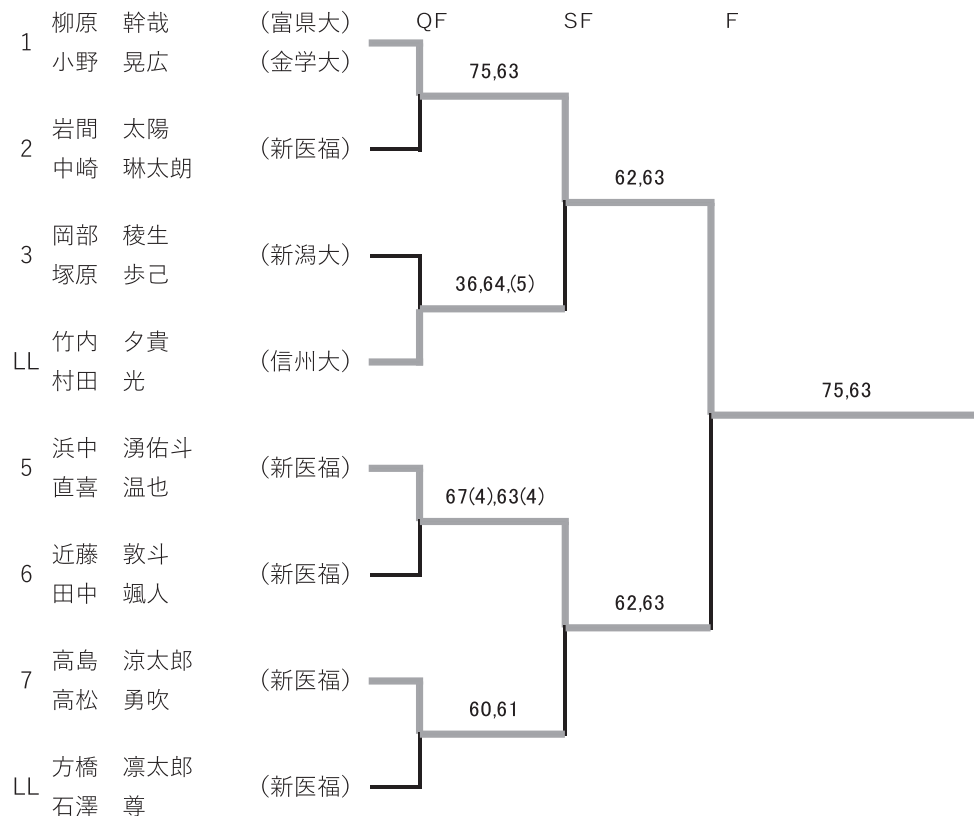 QF SF F
1 柳原 幹哉 (富県大)
小野 晃広 (金学大)
75,63
2 岩間 太陽 (新医福)
中崎 琳太朗
62,63
3 岡部 稜生 (新潟大)
塚原 歩己
36,64,(5)
LL 竹内 夕貴 (信州大)
村田 光
75,63
5 浜中 湧佑斗 (新医福)
直喜 温也
67(4),63(4)
6 近藤 敦斗 (新医福)
田中 颯人
62,63
7 高島 涼太郎 (新医福)
高松 勇吹
60,61
LL 方橋 凛太郎 (新医福)
石澤 尊